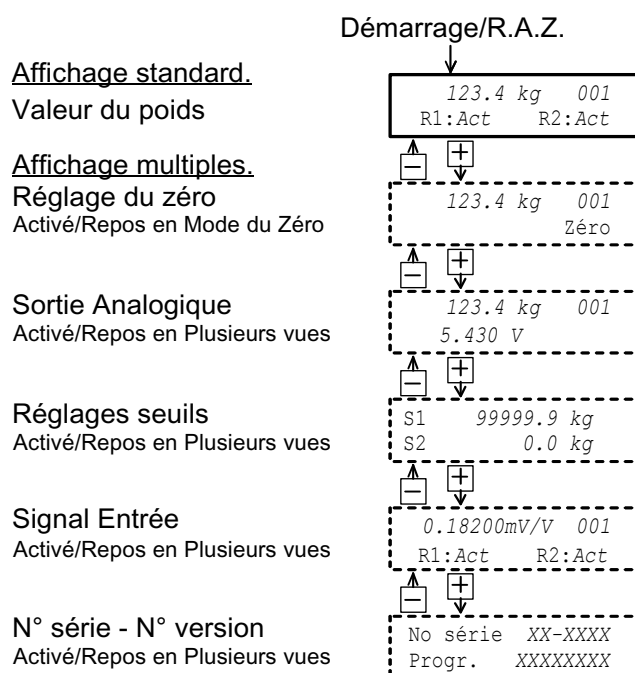 Démarrage/R.A.Z.
Affichage standard.
Valeur du poids
123.4 kg 001
R1:Act R2:Act
- +
Affichage multiples.
Réglage du zéro
Activé/Repos en Mode du Zéro
123.4 kg 001
Zéro
- +
Sortie Analogique
Activé/Repos en Plusieurs vues
123.4 kg 001
5.430 V
- +
Réglages seuils
Activé/Repos en Plusieurs vues
S1 99999.9 kg
S2 0.0 kg
- +
Signal Entrée
Activé/Repos en Plusieurs vues
0.18200mV/V 001
R1:Act R2:Act
- +
N° série - N° version
Activé/Repos en Plusieurs vues
No série XX-XXXX
Progr. XXXXXXXX